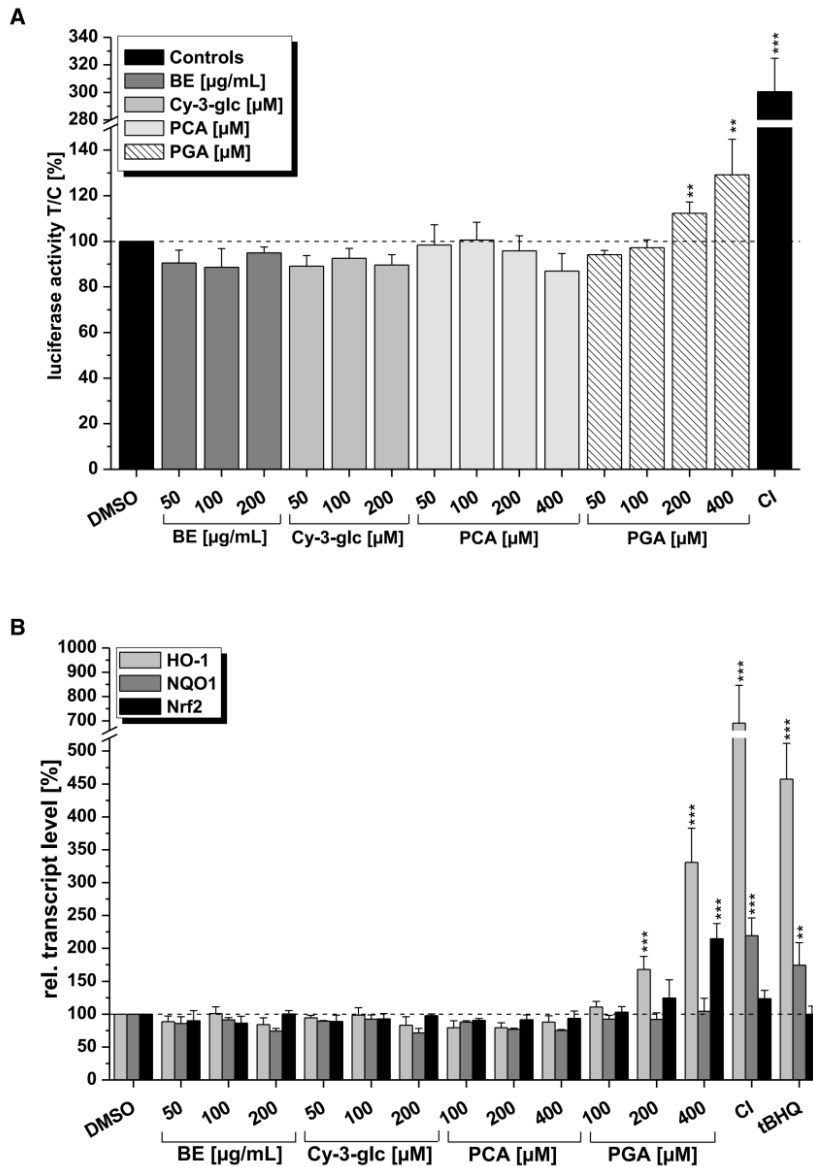 A
Controls
BE [µg/mL]
Cy-3-glc [µM]
PCA [µM]
PGA [µM]
luciferase activity T/C [%]
320
300
280
140
120
100
80
60
40
20
0
*** 
** **
DMSO 50 100 200 50 100 200 50 100 200 400 50 100 200 400 CI
BE [µg/mL] Cy-3-glc [µM] PCA [µM] PGA [µM]
B
HO-1
NQO1
Nrf2
rel. transcript level [%]
1000
900
800
700
500
450
400
350
300
250
200
150
100
50
0
*** *** *** *** *** *** **
DMSO 50 100 200 50 100 200 100 200 400 100 200 400 CI tBHQ
BE [µg/mL] Cy-3-glc [µM] PCA [µM] PGA [µM]